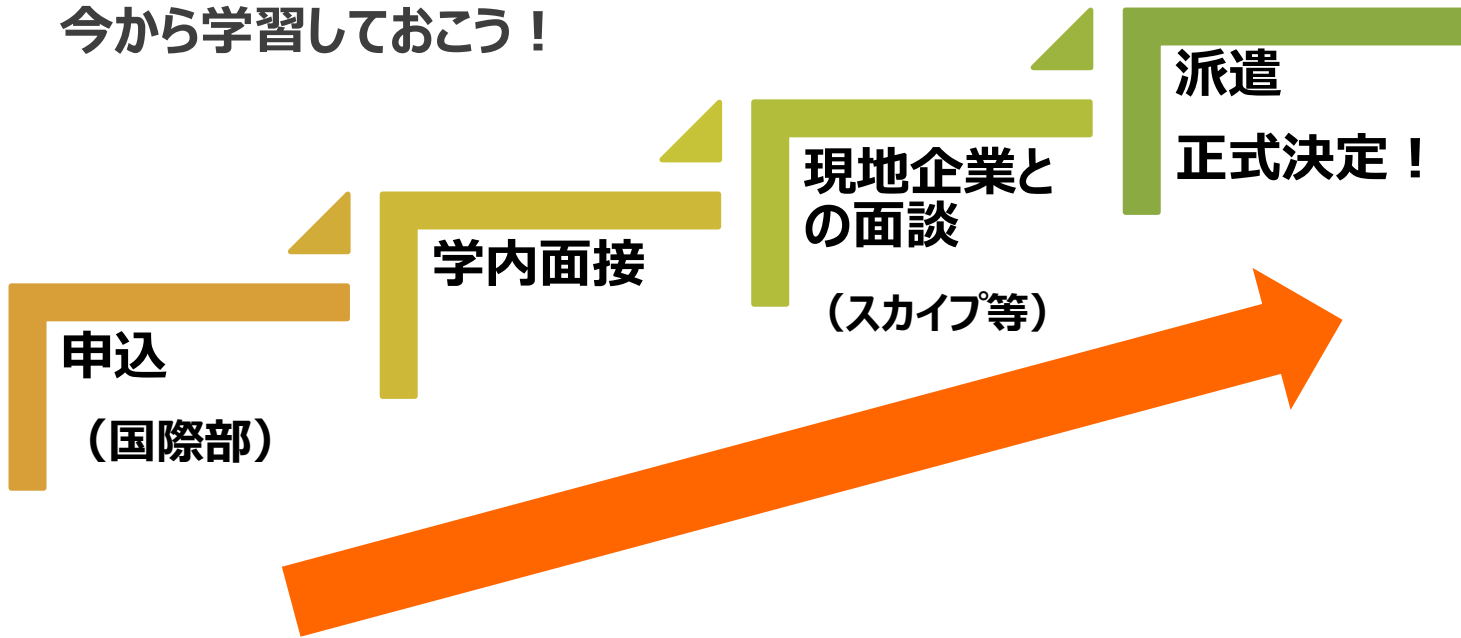 今から学習しておこう！
申込
（国際部）
学内面接
現地企業と
の面談
（スカイプ等）
派遣
正式決定！